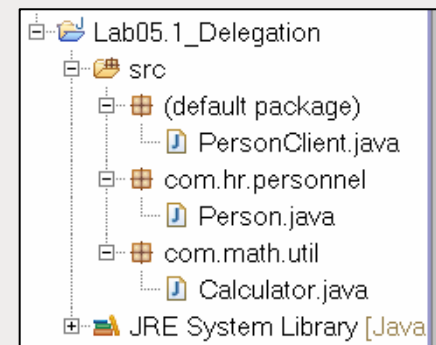 Lab05.1_Delegation
src
(default package)
PersonClient.java
com.hr.personnel
Person.java
com.math.util
Calculator.java
JRE System Library [Java